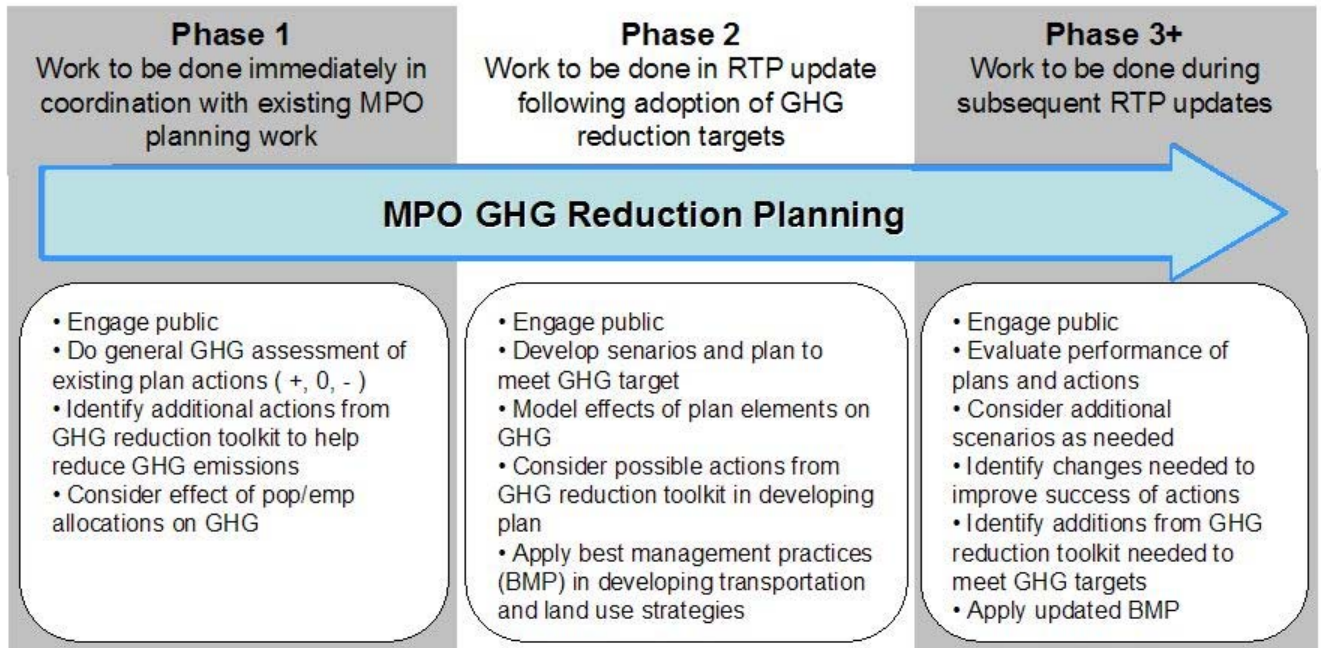 Phase 1
Work to be done immediately in
coordination with existing MPO
planning work
Phase 2
Work to be done in RTP update
following adoption of GHG
reduction targets
Phase 3+
Work to be done during
subsequent RTP updates
MPO GHG Reduction Planning
• Engage public
• Do general GHG assessment of
existing plan actions ( +, 0, - )
• Identify additional actions from
GHG reduction toolkit to help
reduce GHG emissions
• Consider effect of pop/emp
allocations on GHG
• Engage public
• Develop senarios and plan to
meet GHG target
• Model effects of plan elements on
GHG
• Consider possible actions from
GHG reduction toolkit in developing
plan
• Apply best management practices
(BMP) in developing transportation
and land use strategies
• Engage public
• Evaluate performance of
plans and actions
• Consider additional
scenarios as needed
• Identify changes needed to
improve success of actions
• Identify additions from GHG
reduction toolkit needed to
meet GHG targets
• Apply updated BMP